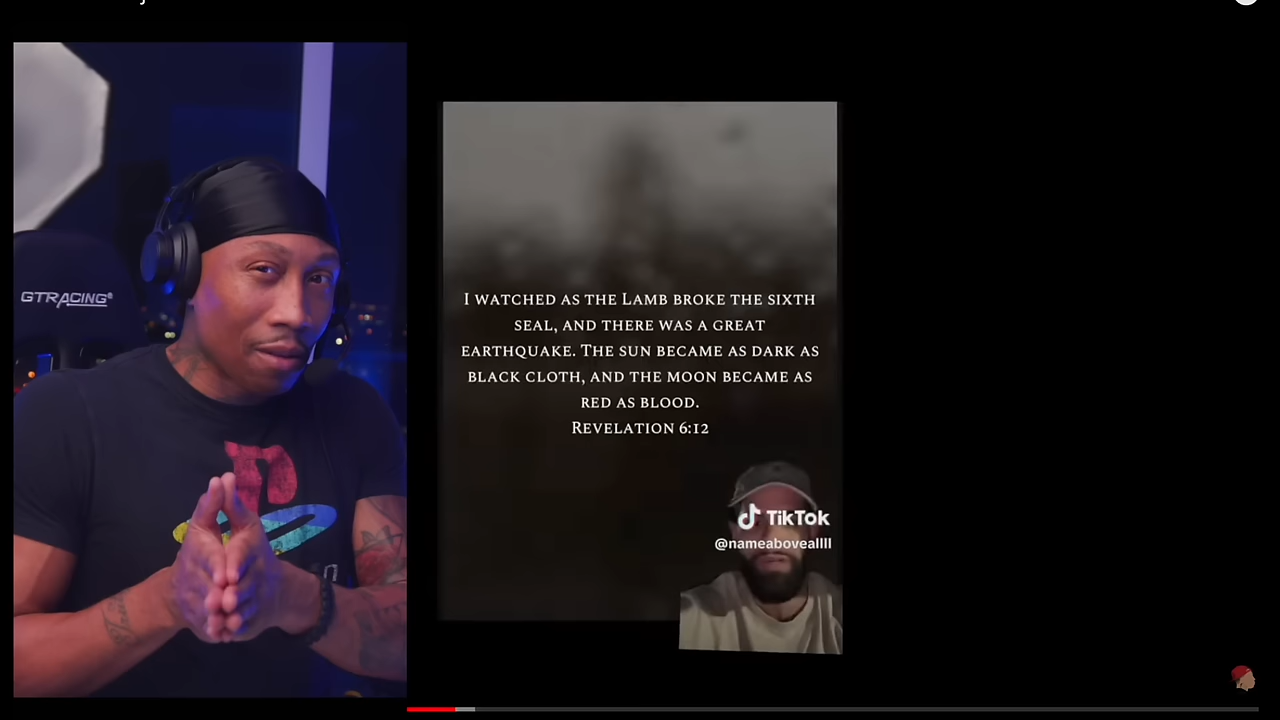 GTRACING
I WATCHED AS THE LAMB BROKE THE SIXTH
SEAL, AND THERE WAS A GREAT
EARTHQUAKE. THE SUN BECAME AS DARK AS
BLACK CLOTH, AND THE MOON BECAME AS
RED AS BLOOD.
REVELATION 6:12
TikTok
@nameaboveallll